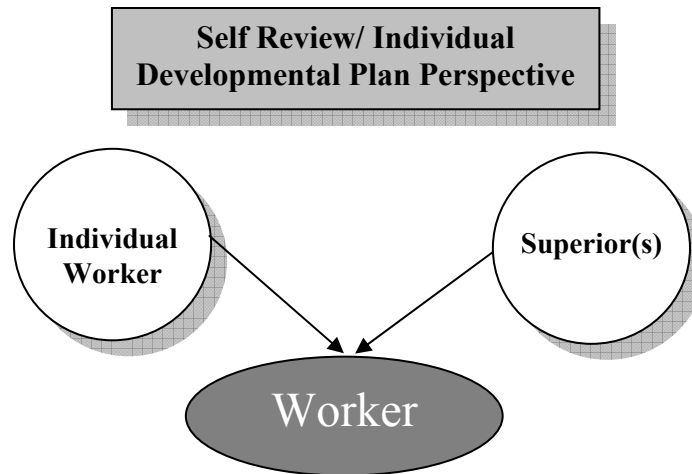 Self Review/ Individual
Developmental Plan Perspective
Individual
Worker
Superior(s)
Worker